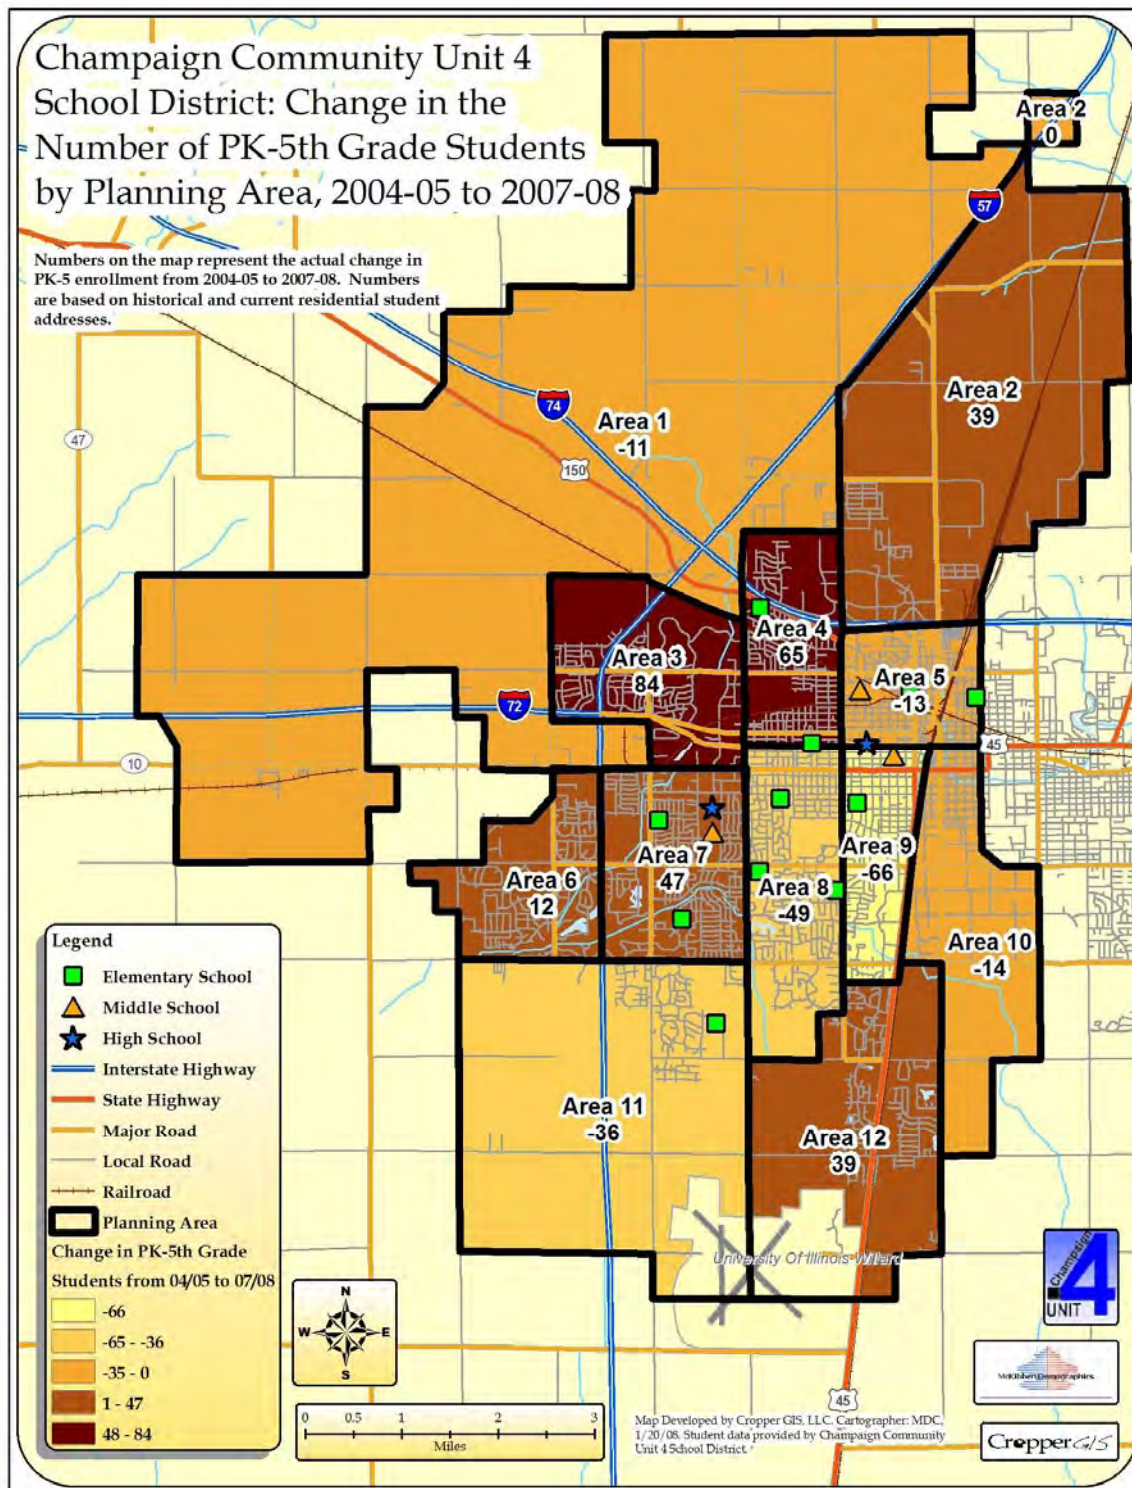 Champaign Community Unit 4
School District: Change in the
Number of PK-5th Grade Students
by Planning Area, 2004-05 to 2007-08
Numbers on the map represent the actual change in
PK-5 enrollment from 2004-05 to 2007-08. Numbers
are based on historical and current residential student
addresses.
Area 2
0
57
Area 2
39
74
Area 1
-11
47
150
Area 4
65
Area 3
84
Area 5
-13
72
45
10
Area 9
-66
Area 7
47
Area 6
12
Area 8
-49
Area 10
-14
Area 11
-36
Area 12
39
University Of Illinois-Willard
45
Legend
Elementary School
Middle School
High School
Interstate Highway
State Highway
Major Road
Local Road
Railroad
Planning Area
Change in PK-5th Grade
Students from 04/05 to 07/08
-66
-65 - -36
-35 - 0
1 - 47
48 - 84
N
W E
S
0 0.5 1 2 3
Miles
Map Developed by Cropper GIS, LLC. Cartographer: MDC,
1/20/08. Student data provided by Champaign Community
Unit 4 School District.
Champaign
4
UNIT
McKibben Demographics
Cropper GIS